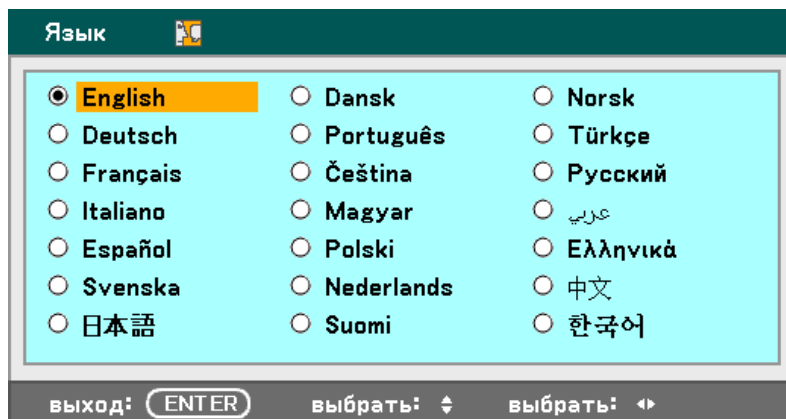 Язык
English Dansk Norsk
Deutsch Português Türkçe
Français Čeština Русский
Italiano Magyar عربي
Español Polski Ελληνικά
Svenska Nederlands 中文
日本語 Suomi 한국어
выход: ENTER выбрать: выбрать: